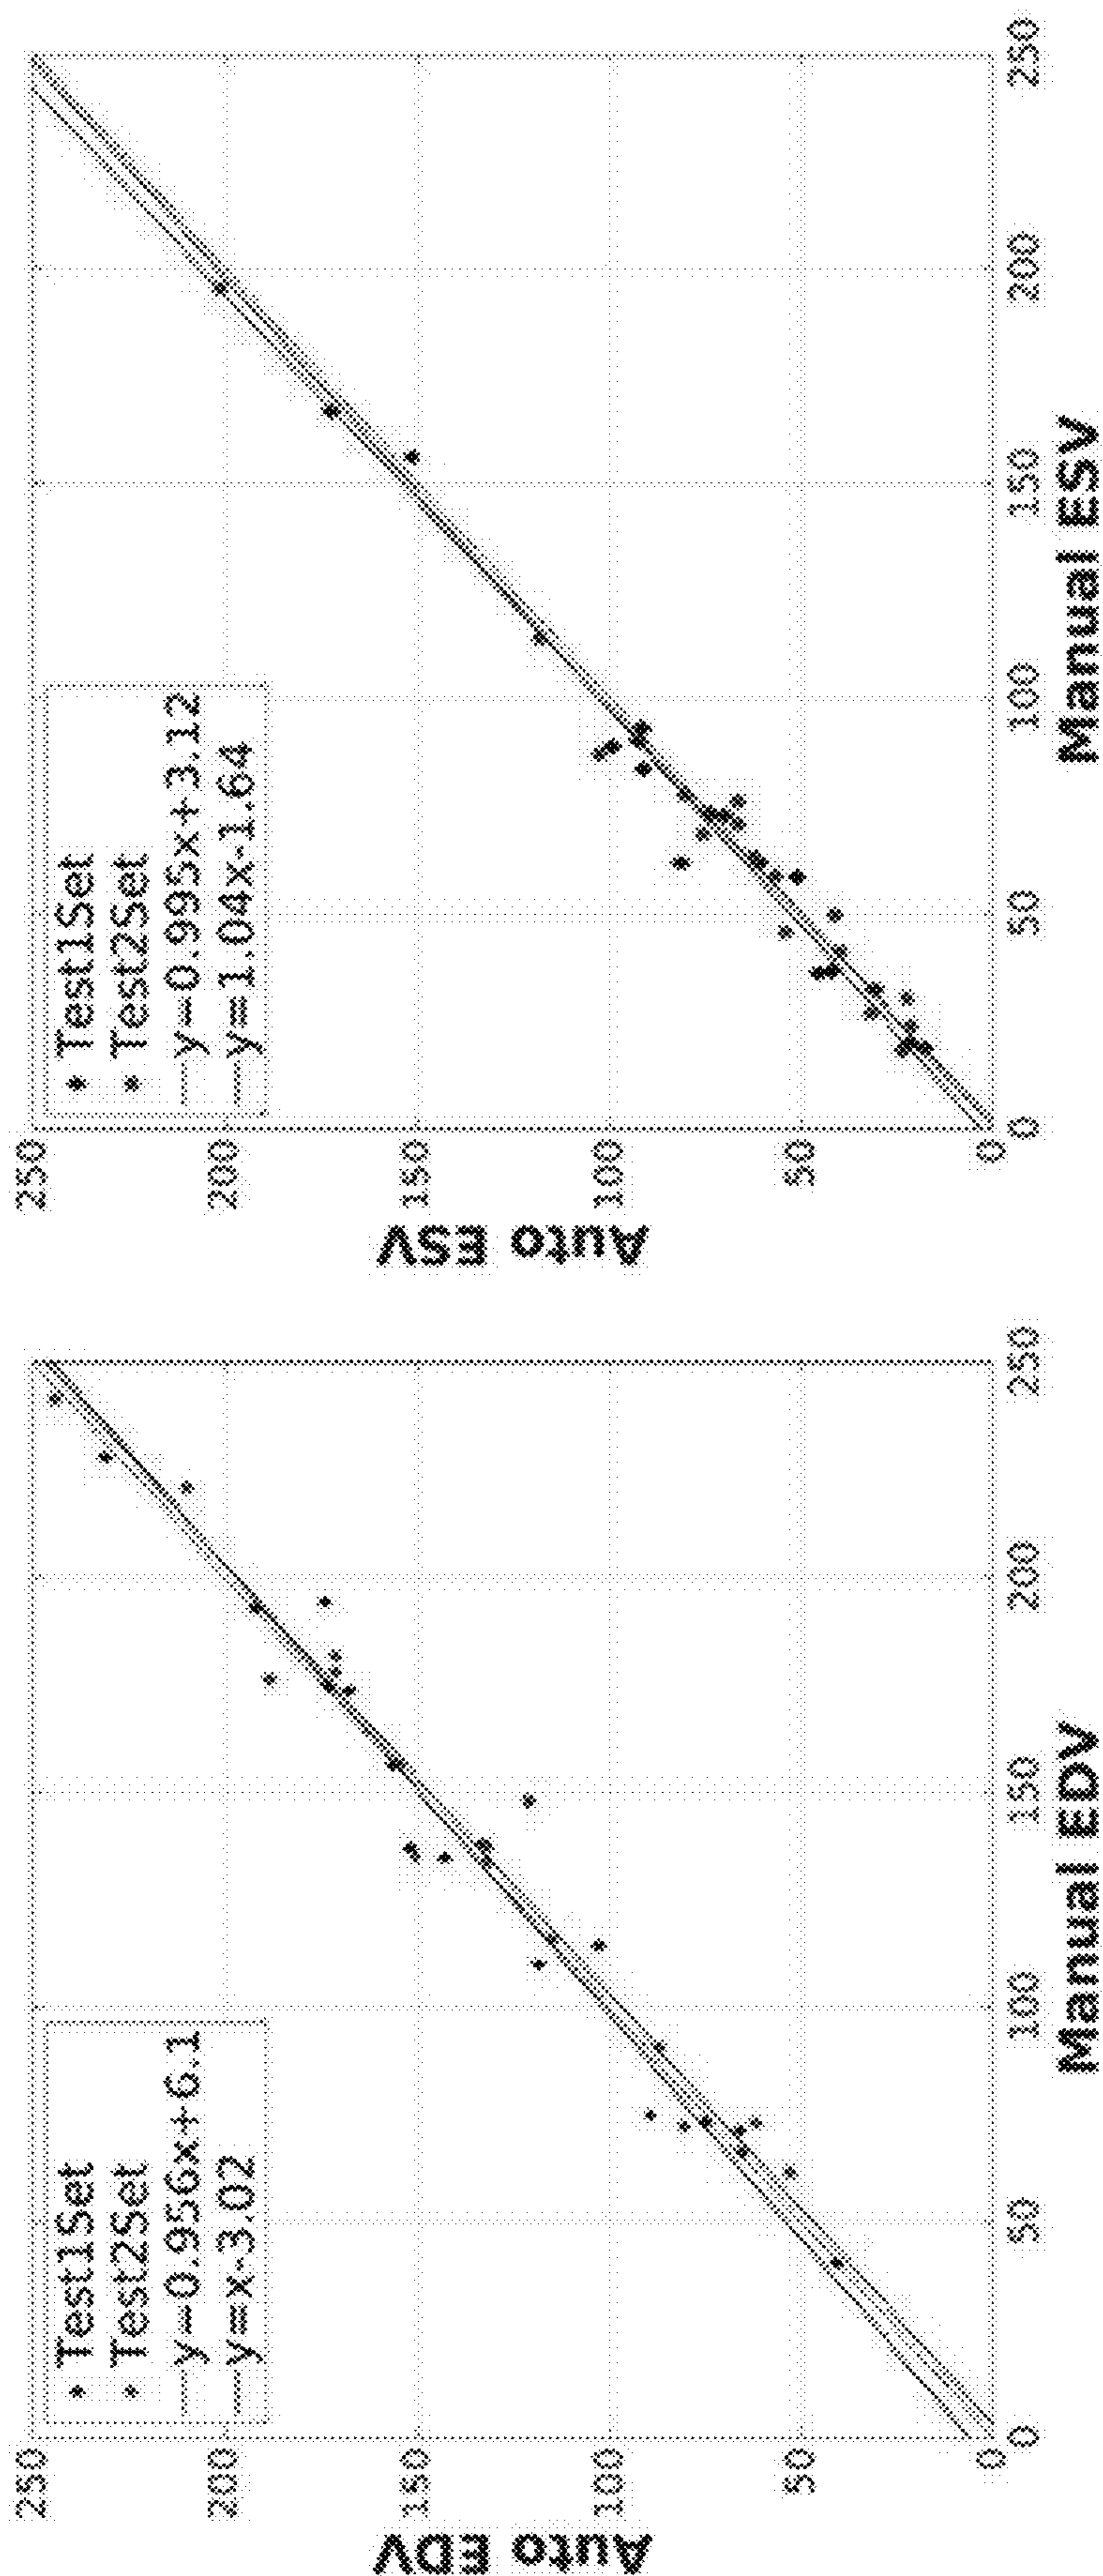 250
200
150
100
50
0
Auto EDV
Test1Set
Test2Set
y=0.956x+6.1
y=x-3.02
0
50
100
150
200
250
Manual EDV
250
200
150
100
50
0
Auto ESV
Test1Set
Test2Set
y=0.995x+3.12
y=1.04x-1.64
0
50
100
150
200
250
Manual ESV